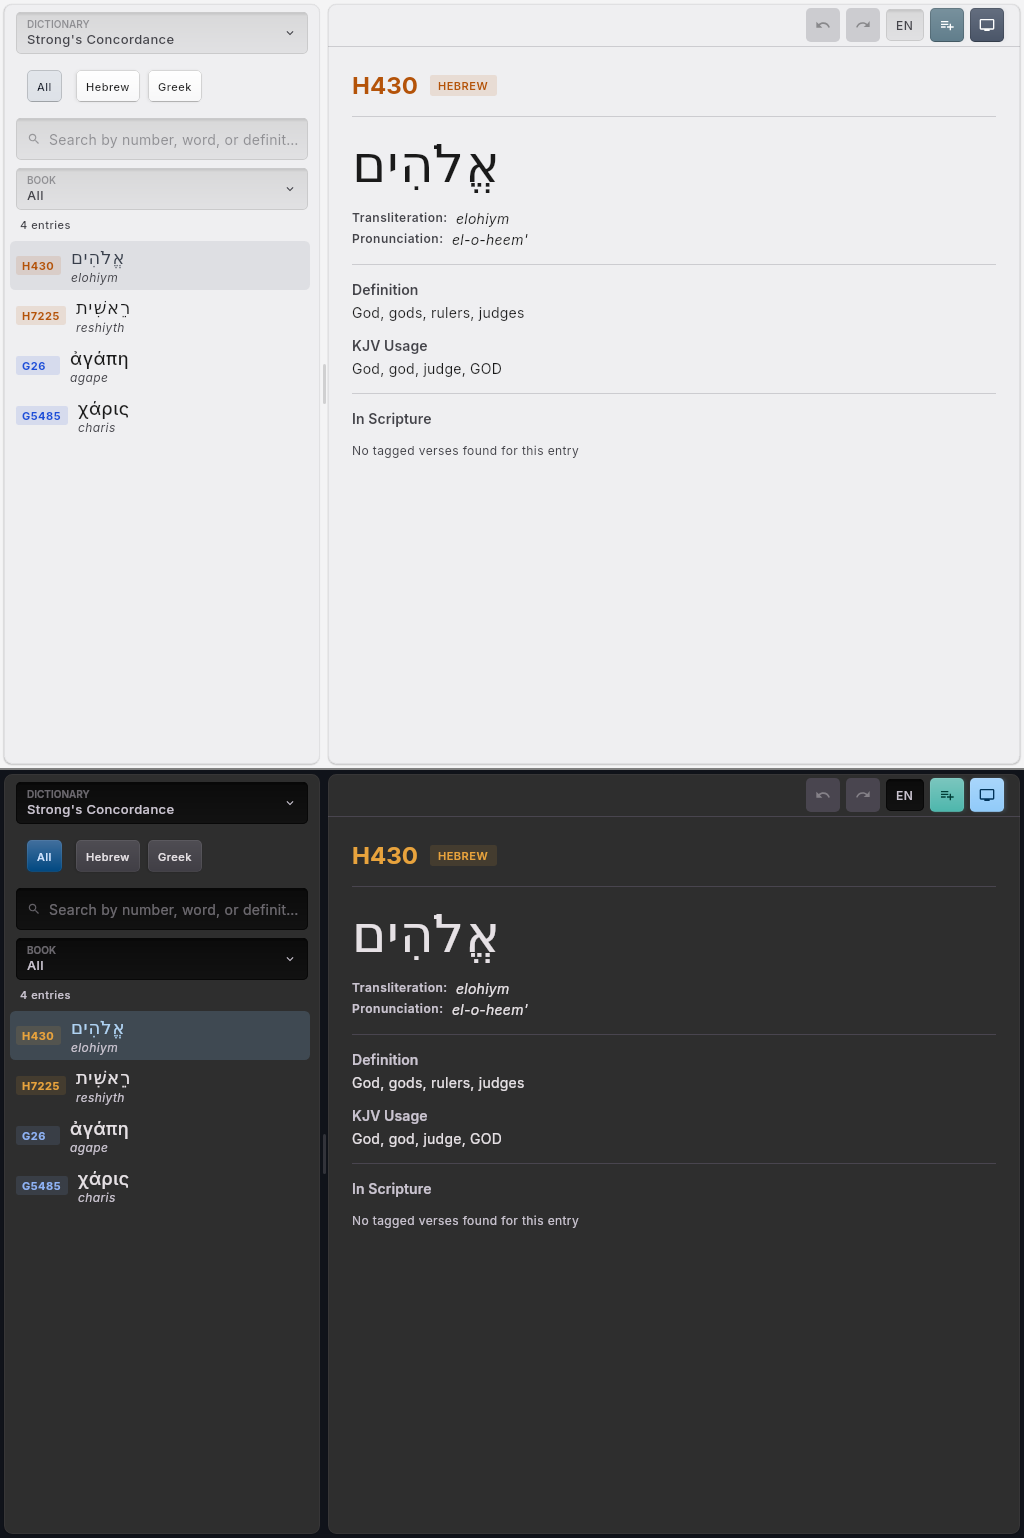 DICTIONARY
Strong's Concordance
All
Hebrew
Greek
Search by number, word, or definit...
BOOK
All
4 entries
H430
אֱלֹהִים
elohiym
H7225
רֵאשִׁית
reshiyth
G26
ἀγάπη
agape
G5485
χάρις
charis
EN
H430 HEBREW
אֱלֹהִים
Transliteration: elohiym
Pronunciation: el-o-heem'
Definition
God, gods, rulers, judges
KJV Usage
God, god, judge, GOD
In Scripture
No tagged verses found for this entry
DICTIONARY
Strong's Concordance
All
Hebrew
Greek
Search by number, word, or definit...
BOOK
All
4 entries
H430
אֱלֹהִים
elohiym
H7225
רֵאשִׁית
reshiyth
G26
ἀγάπη
agape
G5485
χάρις
charis
EN
H430 HEBREW
אֱלֹהִים
Transliteration: elohiym
Pronunciation: el-o-heem'
Definition
God, gods, rulers, judges
KJV Usage
God, god, judge, GOD
In Scripture
No tagged verses found for this entry